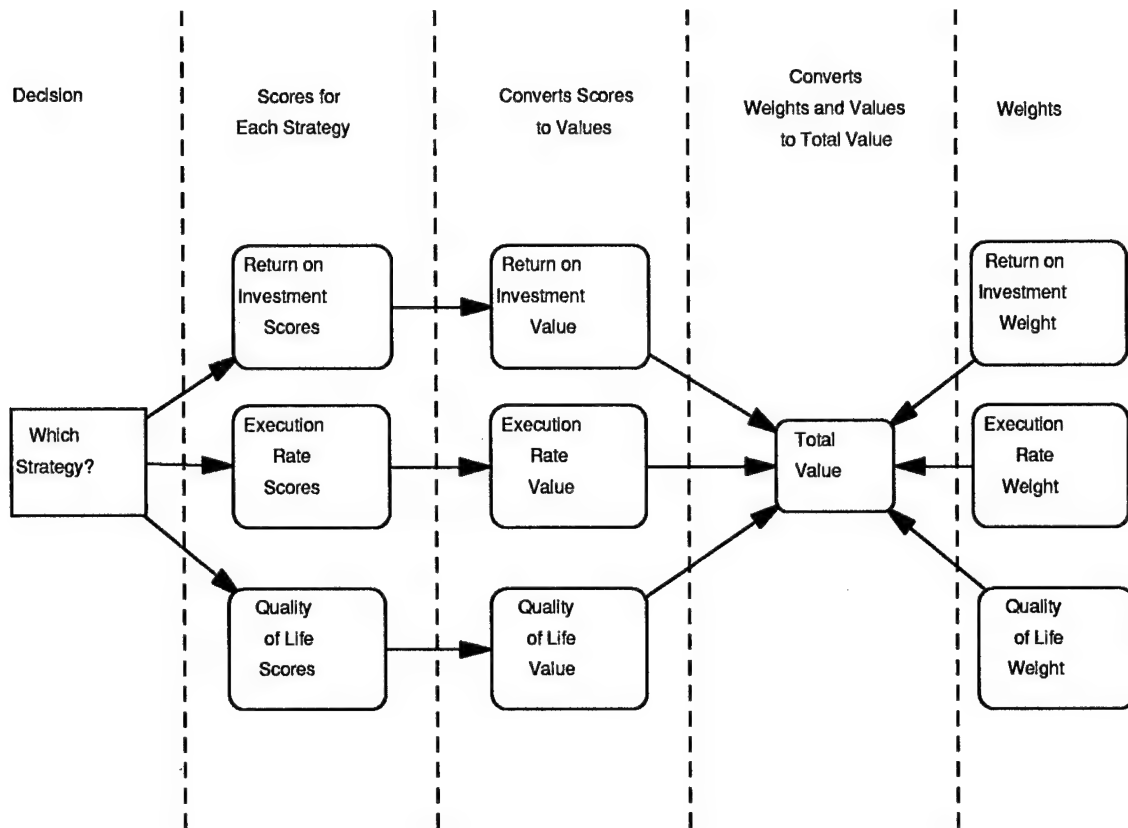 Decision
Scores for
Each Strategy
Converts Scores
to Values
Converts
Weights and Values
to Total Value
Weights
Which
Strategy?
Return on
Investment
Scores
Execution
Rate
Scores
Quality
of Life
Scores
Return on
Investment
Value
Execution
Rate
Value
Quality
of Life
Value
Total
Value
Return on
Investment
Weight
Execution
Rate
Weight
Quality
of Life
Weight